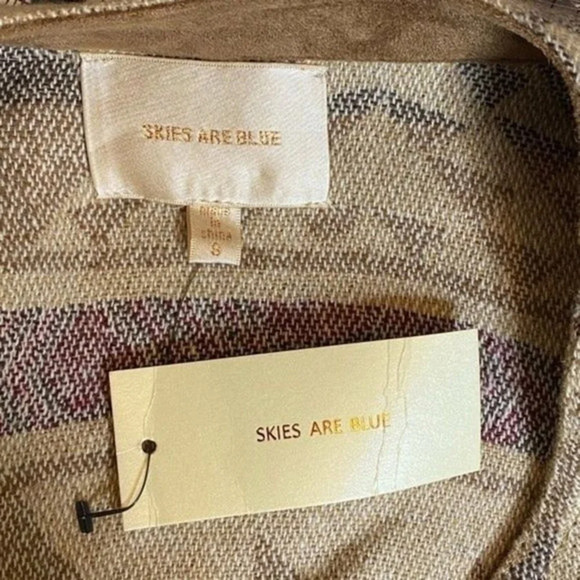 SKIES ARE BLUE
made
in
china
S
SKIES ARE BLUE